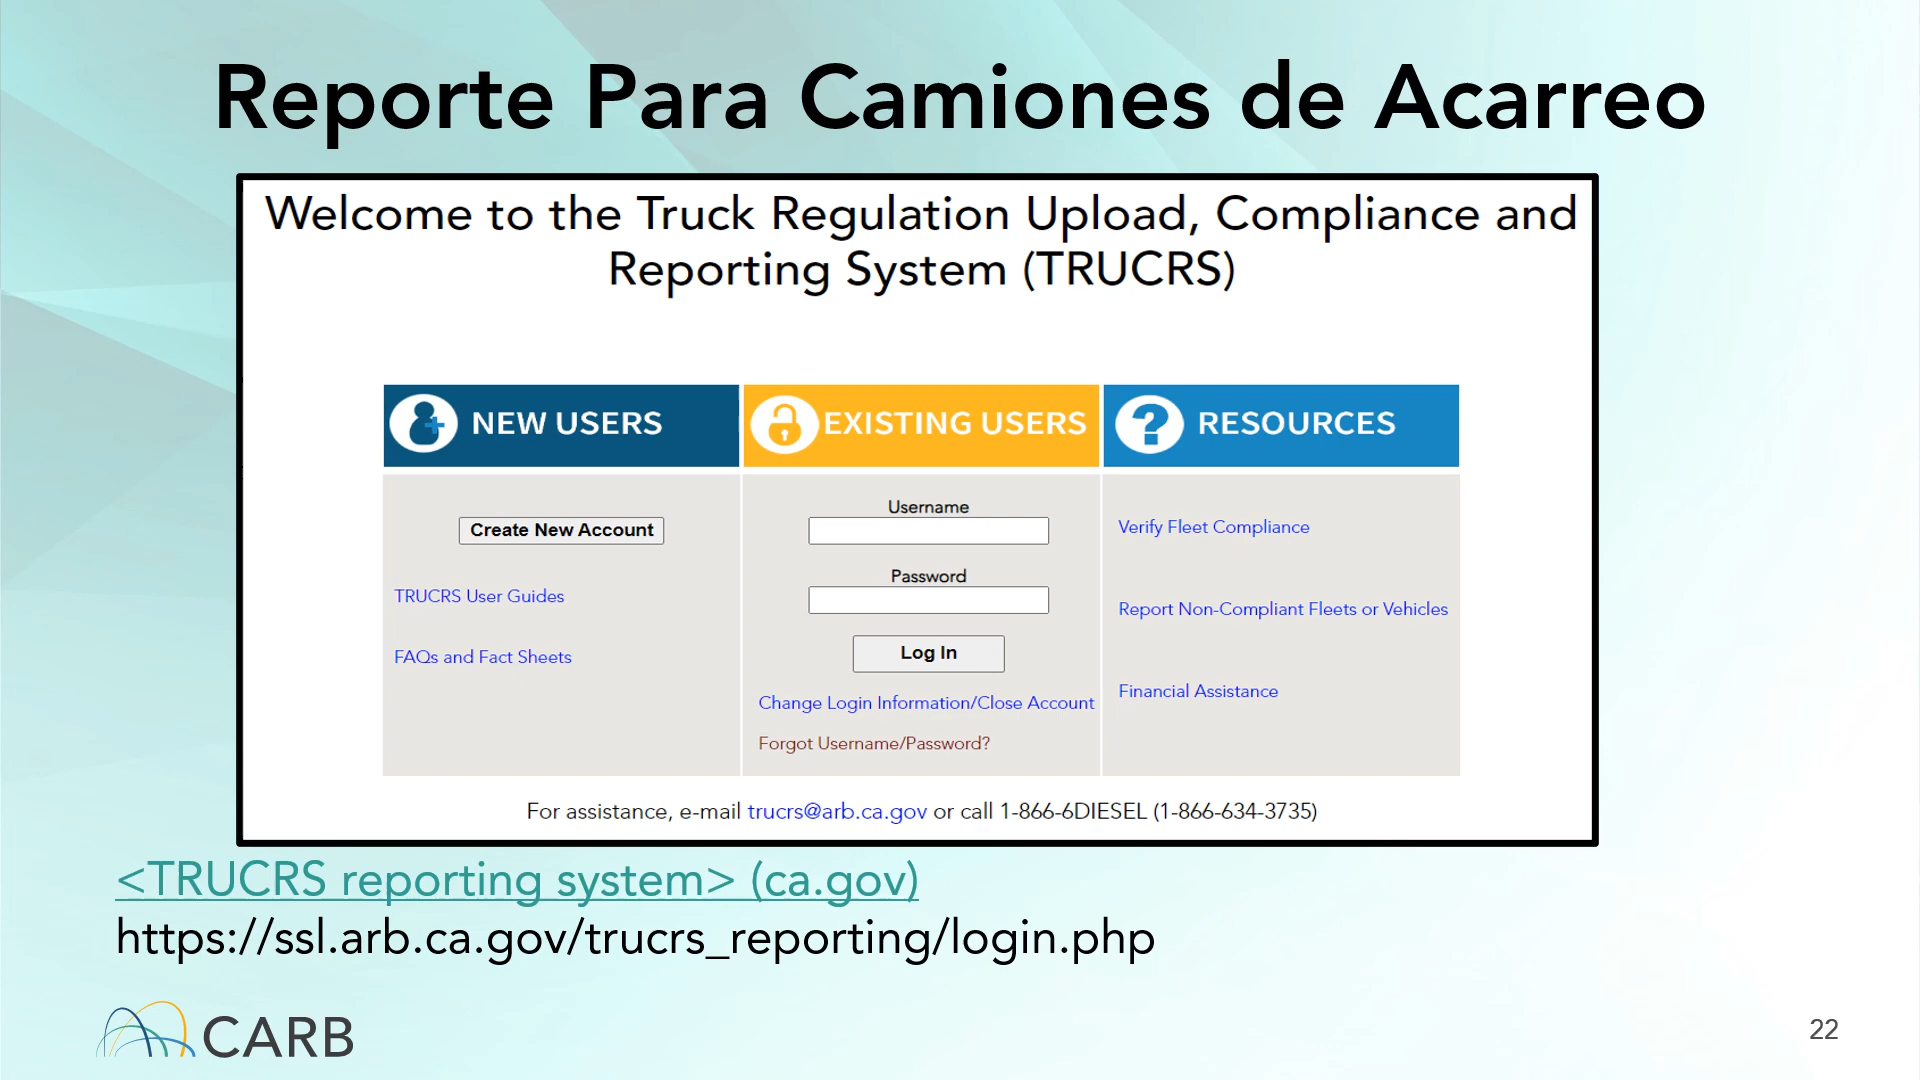 Reporte Para Camiones de Acarreo
Welcome to the Truck Regulation Upload, Compliance and
Reporting System (TRUCRS)
NEW USERS
Create New Account
TRUCRS User Guides
FAQs and Fact Sheets
EXISTING USERS
Username
Password
Log In
Change Login Information/Close Account
Forgot Username/Password?
RESOURCES
Verify Fleet Compliance
Report Non-Compliant Fleets or Vehicles
Financial Assistance
For assistance, e-mail trucrs@arb.ca.gov or call 1-866-6DIESEL (1-866-634-3735)
<TRUCRS reporting system> (ca.gov)
https://ssl.arb.ca.gov/trucrs_reporting/login.php
CARB
22